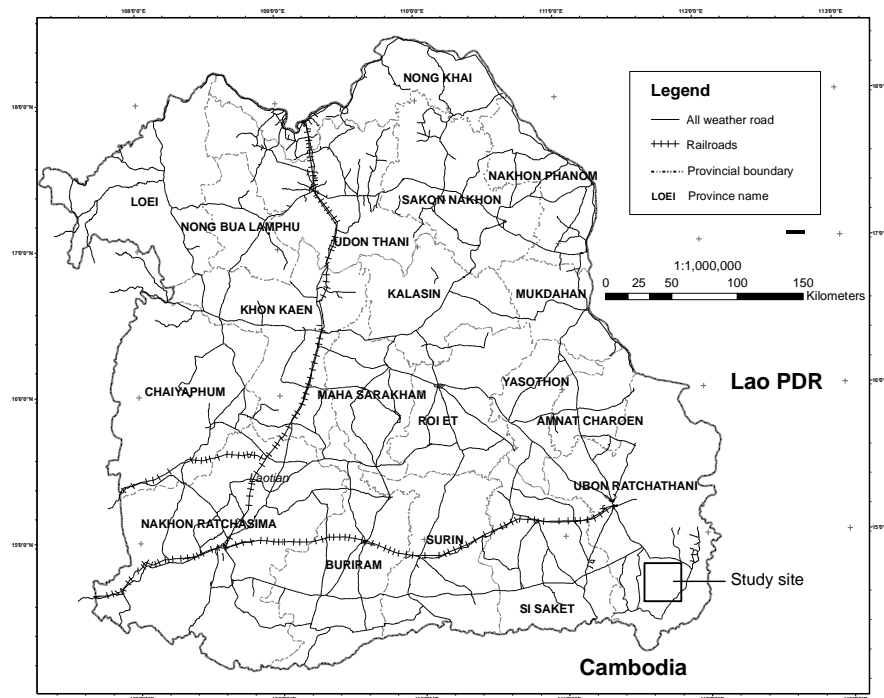 NONG KHAI
Legend
All weather road
Railroads
Provincial boundary
LOEI Province name
NAKHON PHANOM
LOEI
SAKON NAKHON
NONG BUA LAMPHU
UDON THANI
1:1,000,000
0 25 50 100 150
Kilometers
KALASIN
MUKDAHAN
KHON KAEN
Lao PDR
CHAIYAPHUM
MAHA SARAKHAM
YASOTHON
ROI ET
AMNAT CHAROEN
Laotian
UBON RATCHATHANI
NAKHON RATCHASIMA
SURIN
BURIRAM
Study site
SI SAKET
Cambodia